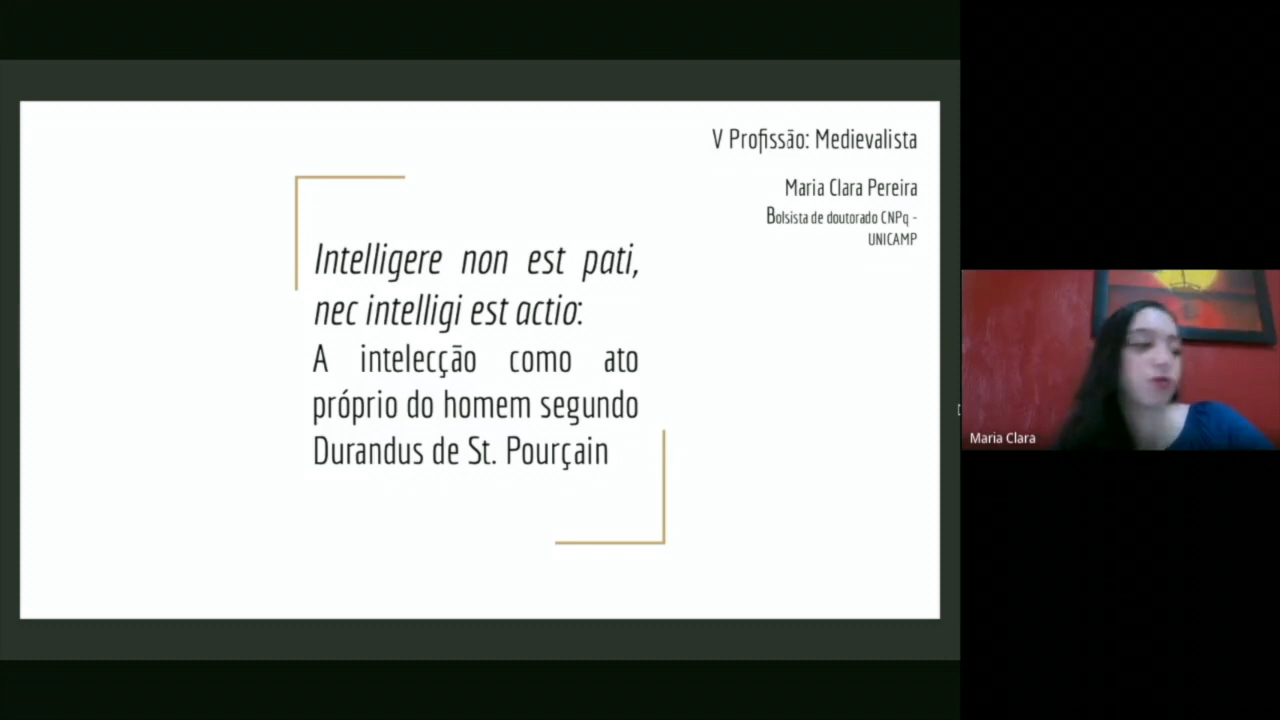 V Profissão: Medievalista
Maria Clara Pereira
Bolsista de doutorado CNPq -
UNICAMP
Intelligere non est pati,
nec intelligi est actio:
A intelecção como ato
próprio do homem segundo
Durandus de St. Pourçain
Maria Clara